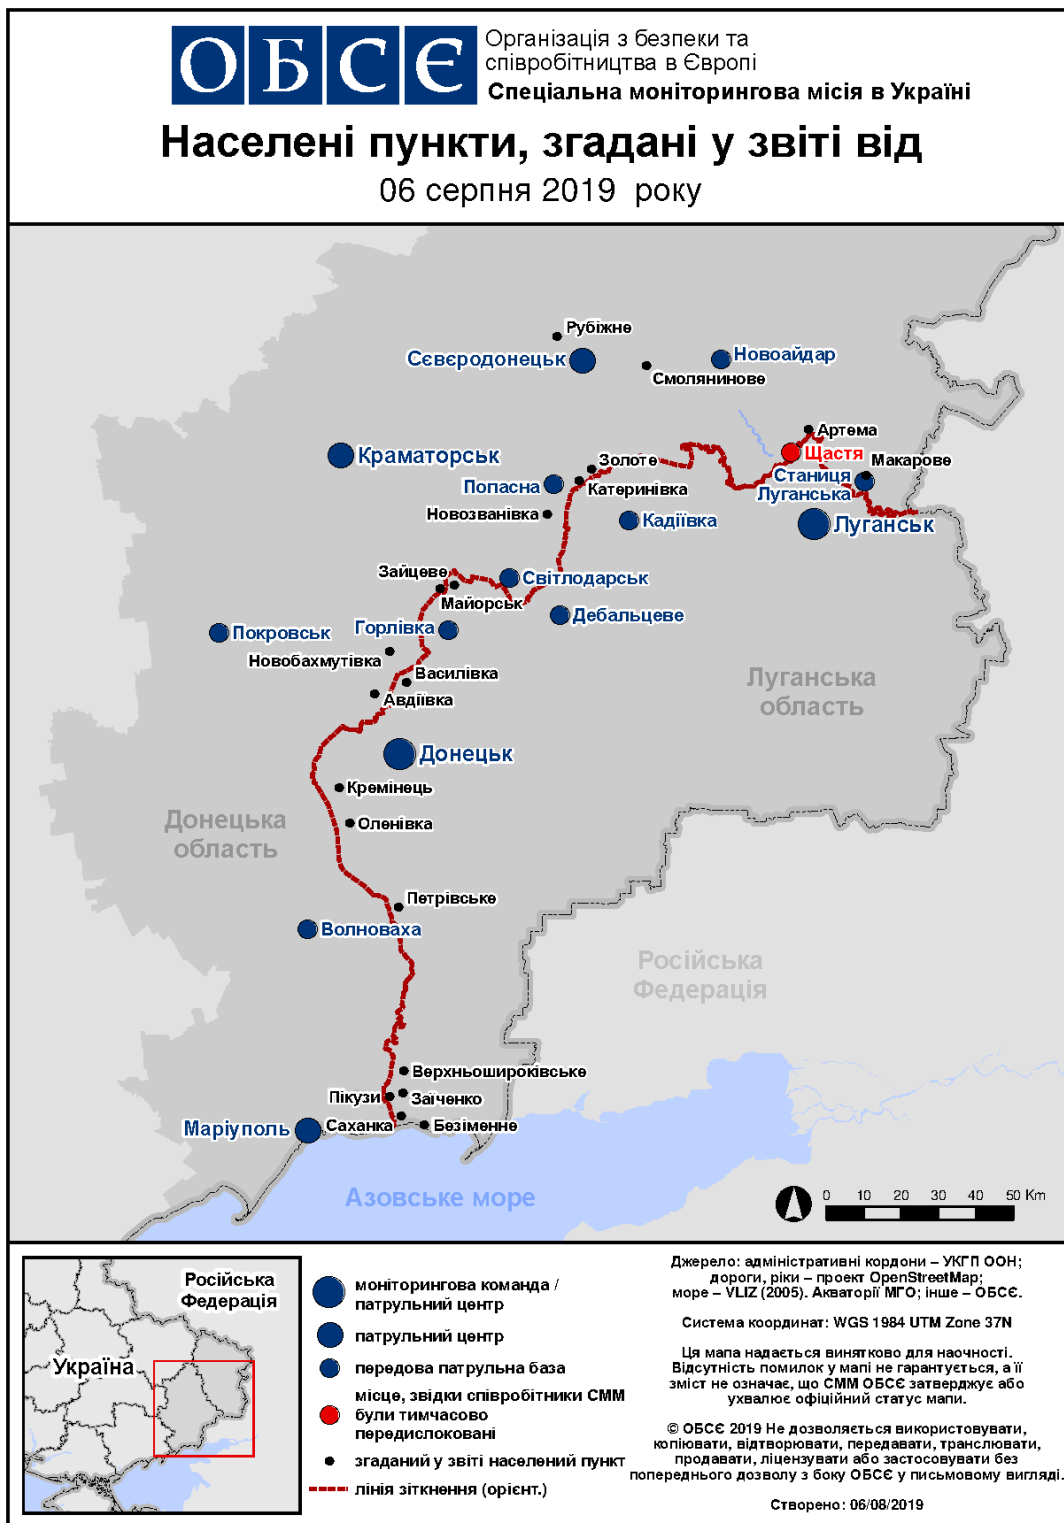 ОБСЄ
Організація з безпеки та
співробітництва в Європі
Спеціальна моніторингова місія в Україні
Населені пункти, згадані у звіті від
06 серпня 2019 року
Рубіжне
Сєвєродонецьк
Новоайдар
Смолянинове
Артема
Щастя
Краматорськ
Золоте
Макарове
Станиця
Луганська
Попасна
Катеринівка
Новозванівка
Кадіївка
Луганськ
Зайцеве
Світлодарськ
Майорськ
Дебальцеве
Горлівка
Покровськ
Новобахмутівка
Василівка
Авдіївка
Луганська
область
Донецьк
Кремінець
Донецька
область
Оленівка
Петрівське
Волноваха
Російська
Федерація
Верхньошироківське
Пікузи
Заїченко
Маріуполь
Саханка
Безіменне
Азовське море
0 10 20 30 40 50 Km
Російська
Федерація
Україна
моніторингова команда /
патрульний центр
патрульний центр
передова патрульна база
місце, звідки співробітники СММ
були тимчасово
передислоковані
згаданий у звіті населений пункт
лінія зіткнення (орієнт.)
Джерело: адміністративні кордони – УКГП ООН;
дороги, ріки – проект OpenStreetMap;
море – VLIZ (2005). Акваторії МГО; інше – ОБСЄ.
Система координат: WGS 1984 UTM Zone 37N
Ця мапа надається винятково для наочності.
Відсутність помилок у мапі не гарантується, а її
зміст не означає, що СММ ОБСЄ затверджує або
ухвалює офіційний статус мапи.
© ОБСЄ 2019 Не дозволяється використовувати,
копіювати, відтворювати, передавати, транслювати,
продавати, ліцензувати або застосовувати без
попереднього дозволу з боку ОБСЄ у письмовому вигляді.
Створено: 06/08/2019